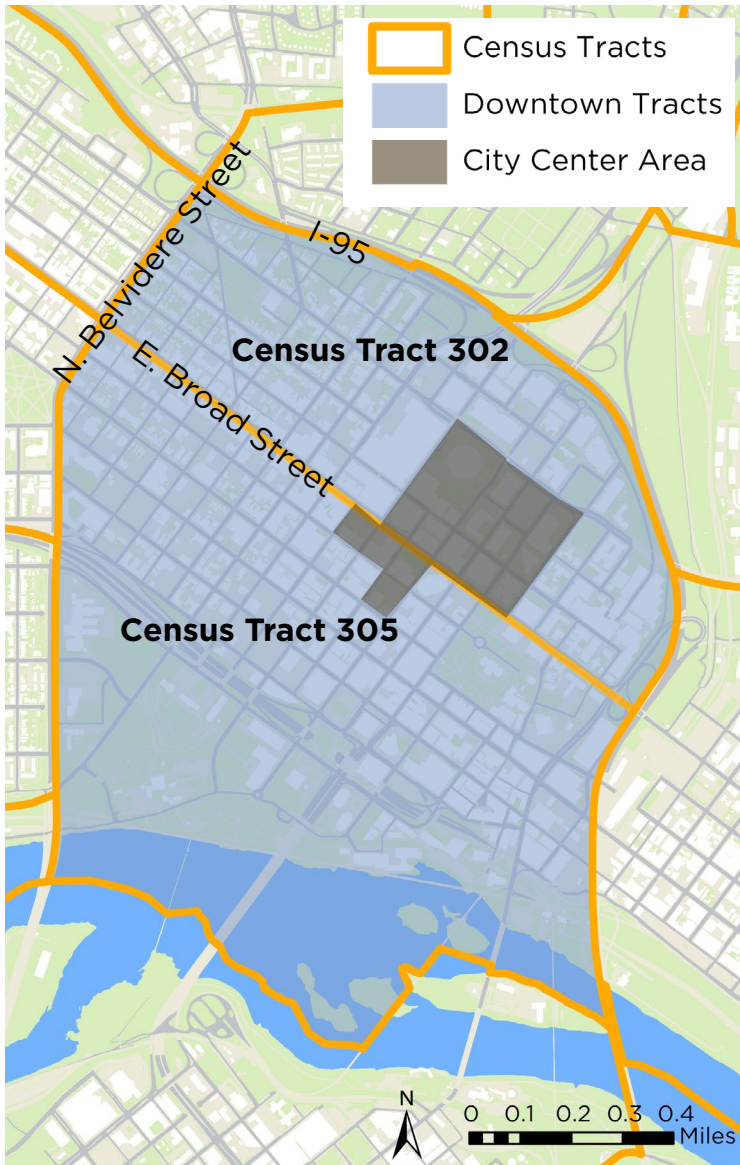 Census Tracts
Downtown Tracts
City Center Area
N. Belvidere Street
I-95
Census Tract 302
E. Broad Street
Census Tract 305
N
0 0.1 0.2 0.3 0.4
Miles